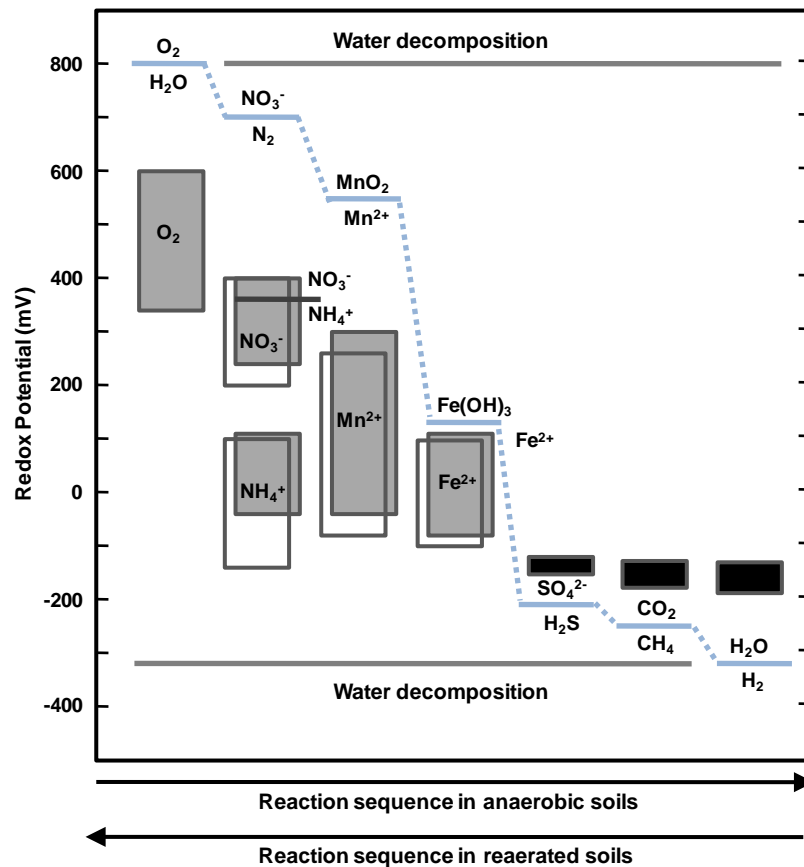 Water decomposition
O₂
H₂O
NO₃⁻
N₂
MnO₂
Mn²⁺
O₂
NO₃⁻
NH₄⁺
NO₃⁻
Mn²⁺
NH₄⁺
Fe(OH)₃
Fe²⁺
Fe²⁺
SO₄²⁻
H₂S
CO₂
CH₄
H₂O
H₂
Water decomposition
800
600
400
200
0
-200
-400
Redox Potential (mV)
Reaction sequence in anaerobic soils
Reaction sequence in reaerated soils